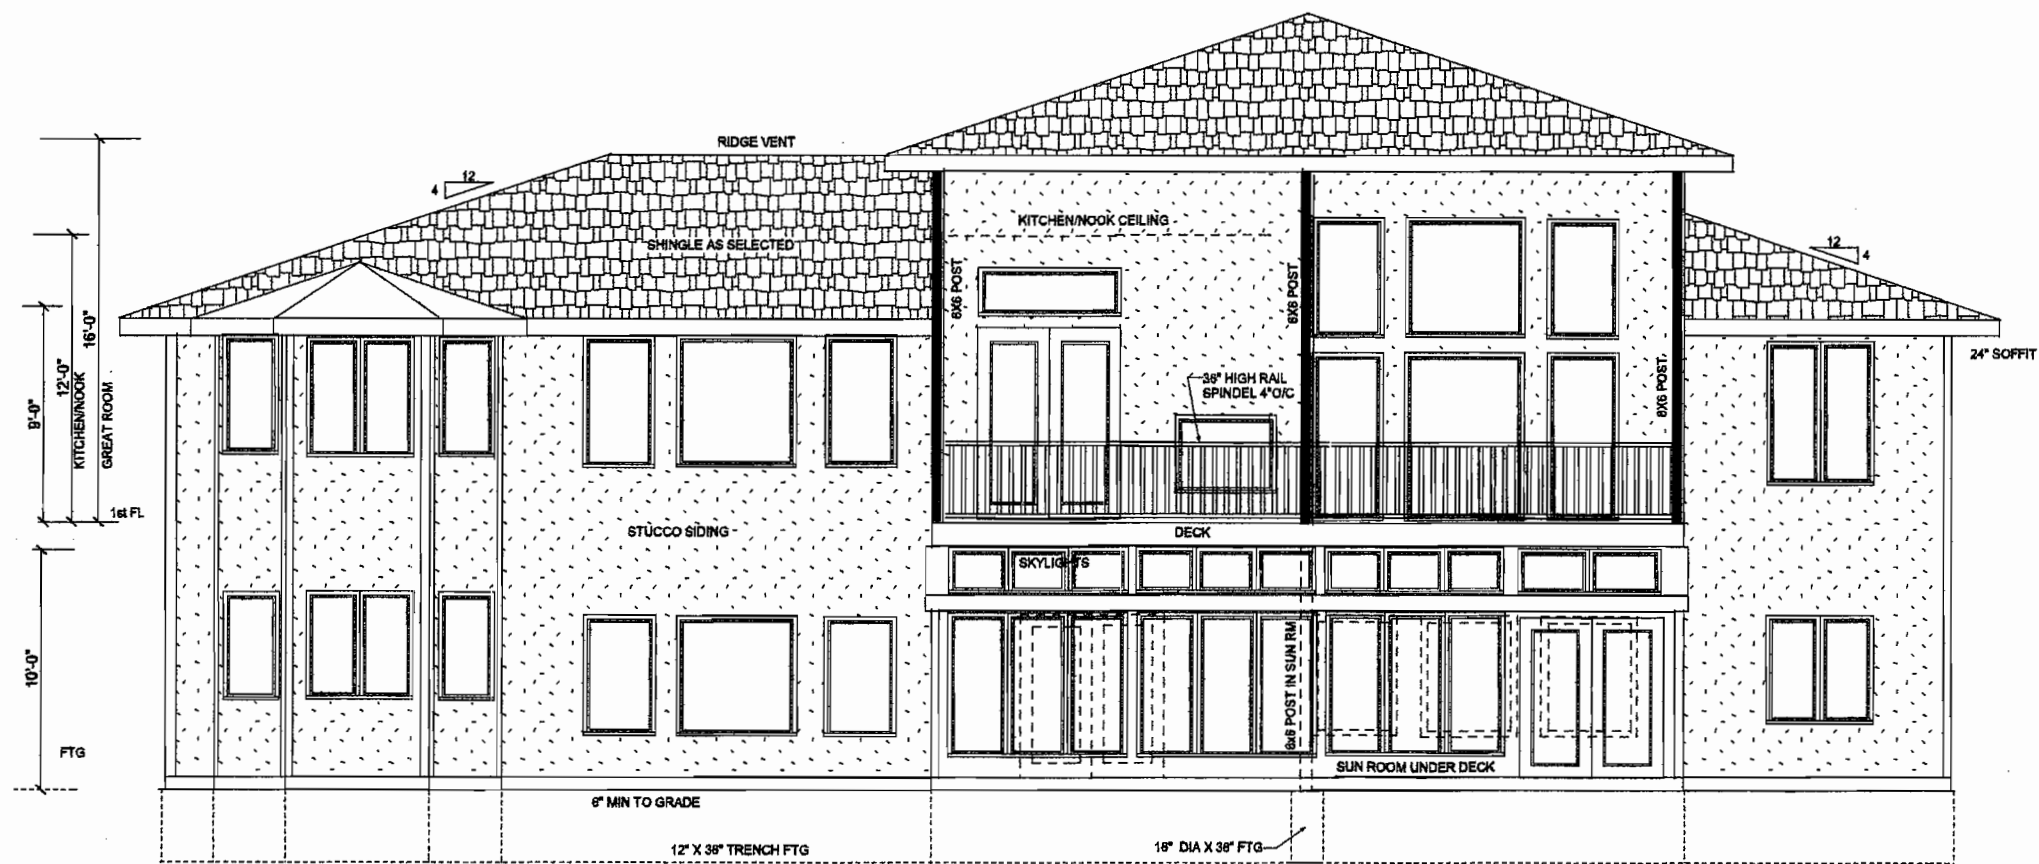 RIDGE VENT
12
4
KITCHEN/NOOK CEILING
SHINGLE AS SELECTED
12
4
16'-0"
12'-0"
9'-0"
KITCHEN/NOOK
GREAT ROOM
6X6 POST
6X6 POST
6X6 POST
24" SOFFIT
36" HIGH RAIL
SPINDEL 4"O/C
1st FL
STUCCO SIDING
DECK
SKYLIGHTS
10'-0"
6x6 POST IN SUN RM
FTG
SUN ROOM UNDER DECK
6" MIN TO GRADE
12" X 36" TRENCH FTG
16" DIA X 36" FTG